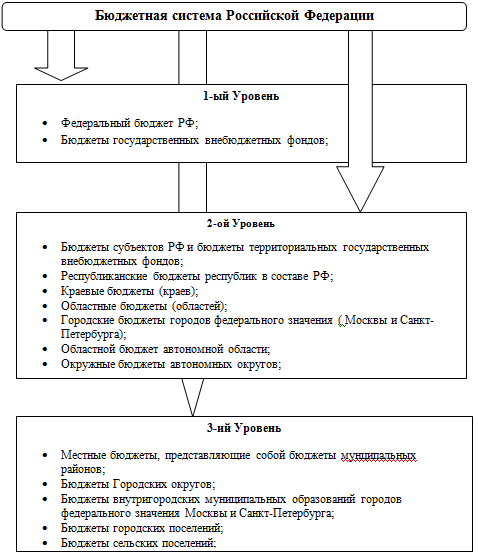 Бюджетная система Российской Федерации
1-ый Уровень
• Федеральный бюджет РФ;
• Бюджеты государственных внебюджетных фондов;
2-ой Уровень
• Бюджеты субъектов РФ и бюджеты территориальных государственных
внебюджетных фондов;
• Республиканские бюджеты республик в составе РФ;
• Краевые бюджеты (краев);
• Областные бюджеты (областей);
• Городские бюджеты городов федерального значения ( Москвы и Санкт-
Петербурга);
• Областной бюджет автономной области;
• Окружные бюджеты автономных округов;
3-ий Уровень
• Местные бюджеты, представляющие собой бюджеты мунципальных
районов;
• Бюджеты Городских округов;
• Бюджеты внутригородских муниципальных образований городов
федерального значения Москвы и Санкт-Петербурга;
• Бюджеты городских поселений;
• Бюджеты сельских поселений;